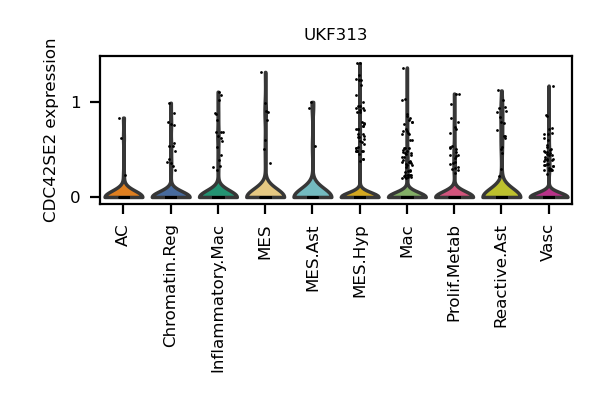 UKF313
CDC42SE2 expression
1
0
AC
Chromatin.Reg
Inflammatory.Mac
MES
MES.Ast
MES.Hyp
Mac
Prolif.Metab
Reactive.Ast
Vasc